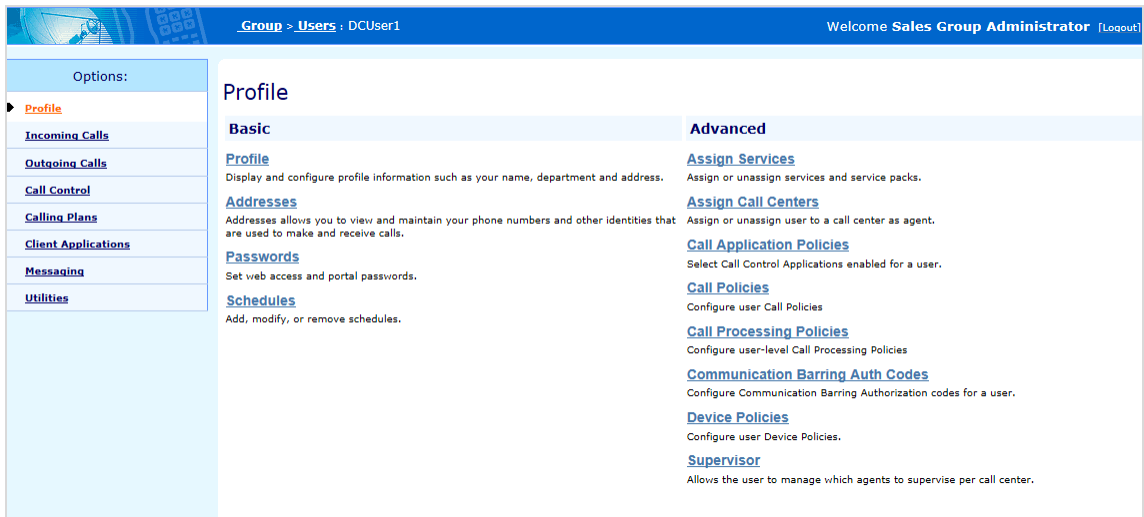 Group > Users : DCUser1
Welcome Sales Group Administrator [Logout]
Options:
Profile
Incoming Calls
Outgoing Calls
Call Control
Calling Plans
Client Applications
Messaging
Utilities
Profile
Basic
Profile
Display and configure profile information such as your name, department and address.
Addresses
Addresses allows you to view and maintain your phone numbers and other identities that
are used to make and receive calls.
Passwords
Set web access and portal passwords.
Schedules
Add, modify, or remove schedules.
Advanced
Assign Services
Assign or unassign services and service packs.
Assign Call Centers
Assign or unassign user to a call center as agent.
Call Application Policies
Select Call Control Applications enabled for a user.
Call Policies
Configure user Call Policies
Call Processing Policies
Configure user-level Call Processing Policies
Communication Barring Auth Codes
Configure Communication Barring Authorization codes for a user.
Device Policies
Configure user Device Policies.
Supervisor
Allows the user to manage which agents to supervise per call center.